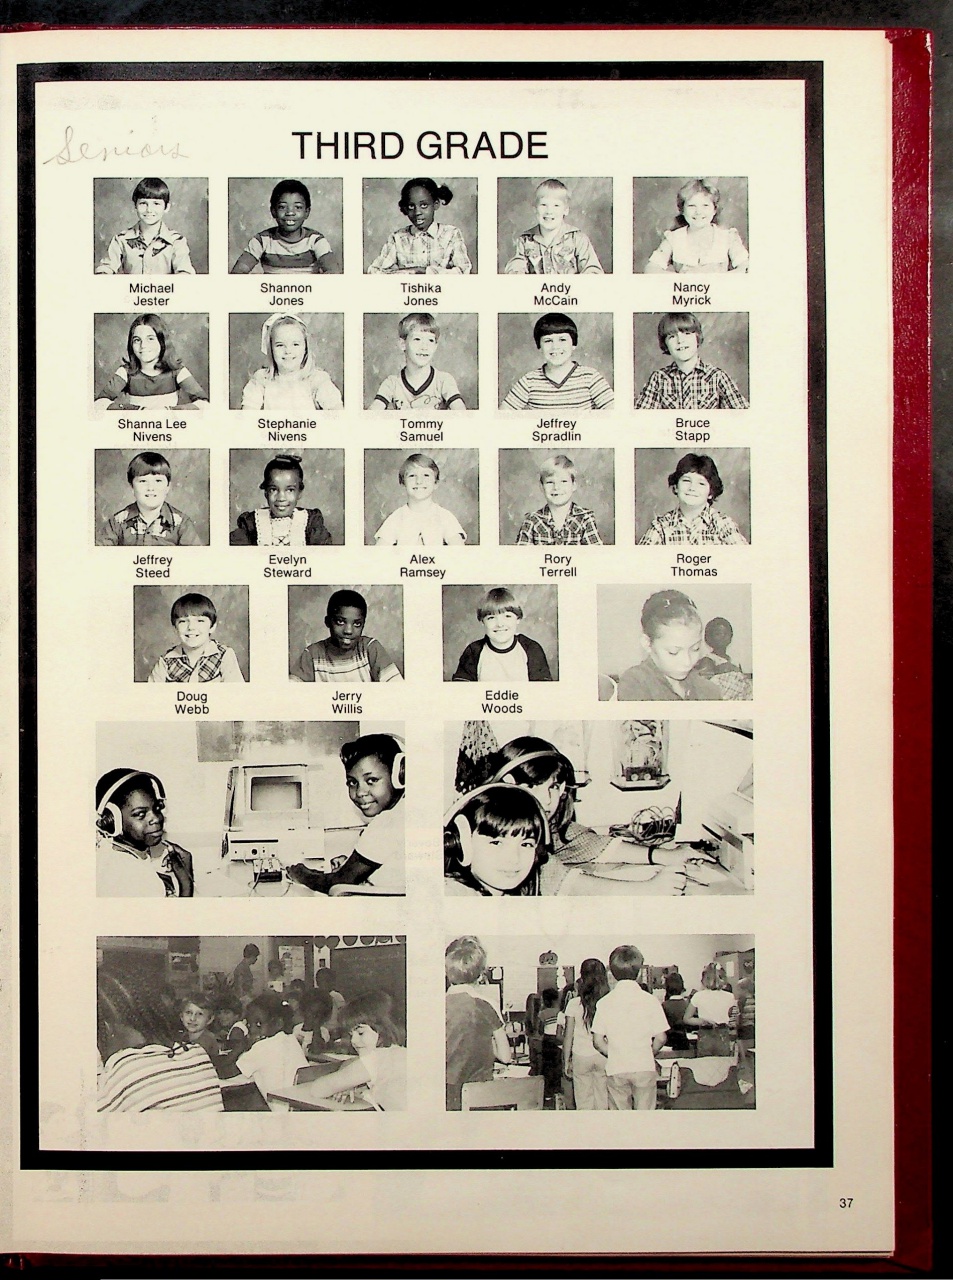 Seniors
THIRD GRADE
Michael
Jester
Shannon
Jones
Tishika
Jones
Andy
McCain
Nancy
Myrick
Shanna Lee
Nivens
Stephanie
Nivens
Tommy
Samuel
Jeffrey
Spradlin
Bruce
Stapp
Jeffrey
Steed
Evelyn
Steward
Alex
Ramsey
Rory
Terrell
Roger
Thomas
Doug
Webb
Jerry
Willis
Eddie
Woods
37